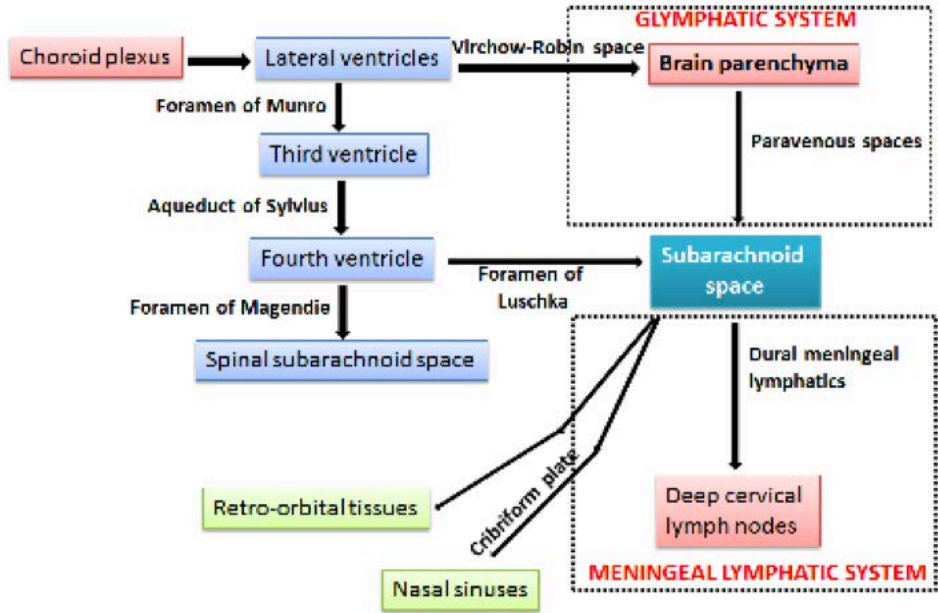 GLYMPHATIC SYSTEM
Choroid plexus
Lateral ventricles
Virchow-Robin space
Brain parenchyma
Foramen of Munro
Paravenous spaces
Third ventricle
Aqueduct of Sylvius
Fourth ventricle
Foramen of
Luschka
Subarachnoid
space
Foramen of Magendie
Spinal subarachnoid space
Dural meningeal
lymphatics
Cribriform plate
Retro-orbital tissues
Deep cervical
lymph nodes
Nasal sinuses
MENINGEAL LYMPHATIC SYSTEM